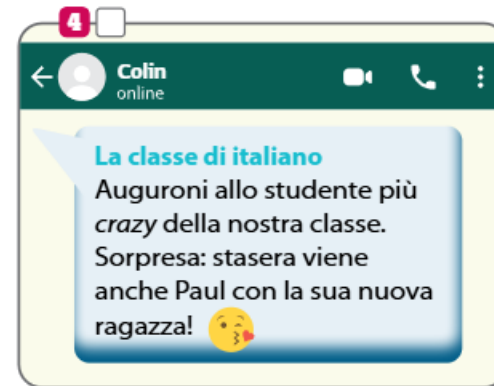 4
Colin
online
La classe di italiano
Auguroni allo studente più
crazy della nostra classe.
Sorpresa: stasera viene
anche Paul con la sua nuova
ragazza!